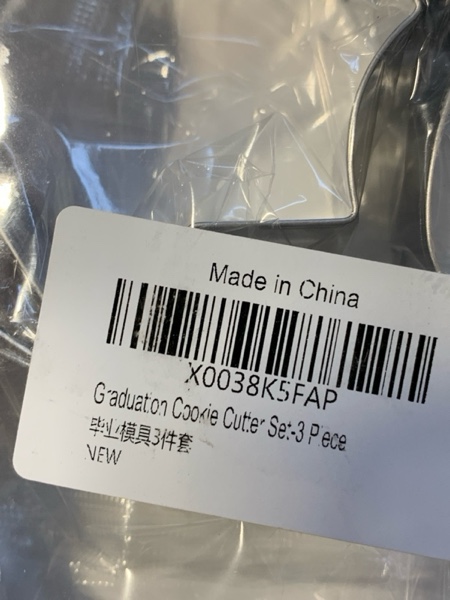 Made in China
X0038K5FAP
Graduation Cookie Cutter Set-3 Piece
毕业模具3件套
NEW